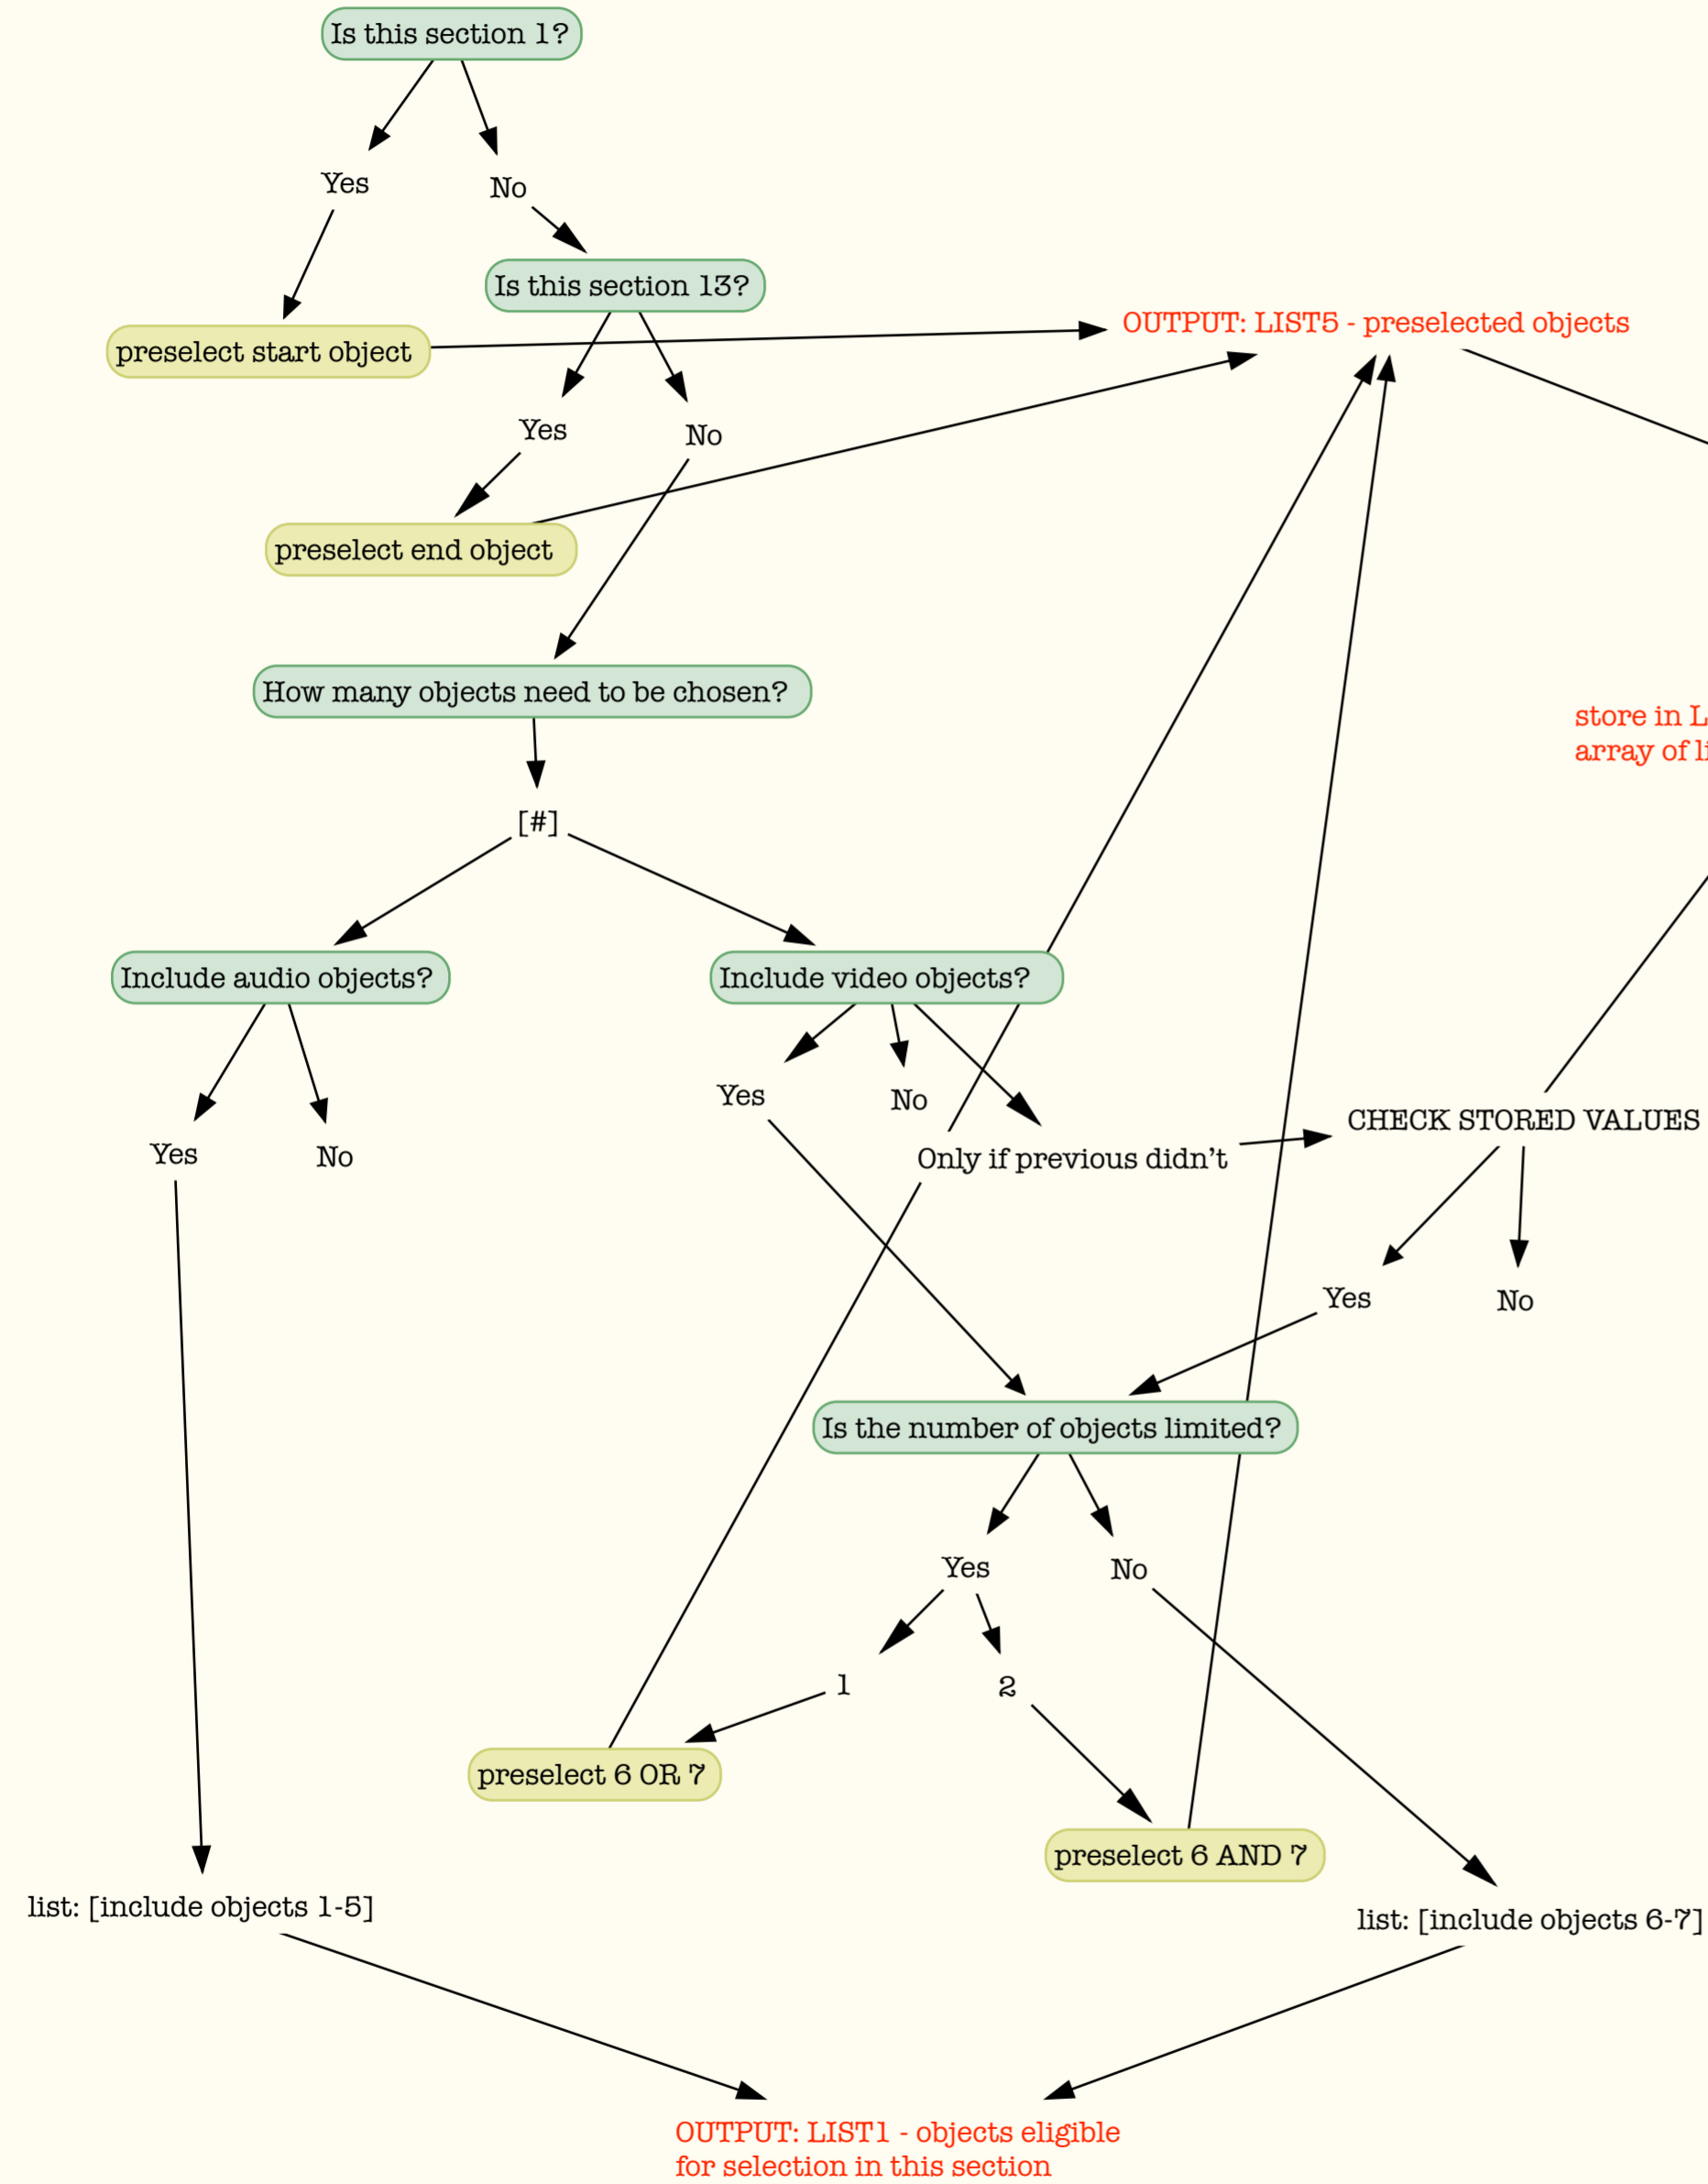 Is this section 1?
Yes
No
Is this section 13?
preselect start object
OUTPUT: LIST5 - preselected objects
Yes
No
preselect end object
How many objects need to be chosen?
store in L
array of li
[#]
Include audio objects?
Include video objects?
Yes
No
Yes
No
Only if previous didn't
CHECK STORED VALUES
Yes
No
Is the number of objects limited?
Yes
No
1
2
preselect 6 OR 7
preselect 6 AND 7
list: [include objects 1-5]
list: [include objects 6-7]
OUTPUT: LIST1 - objects eligible
for selection in this section